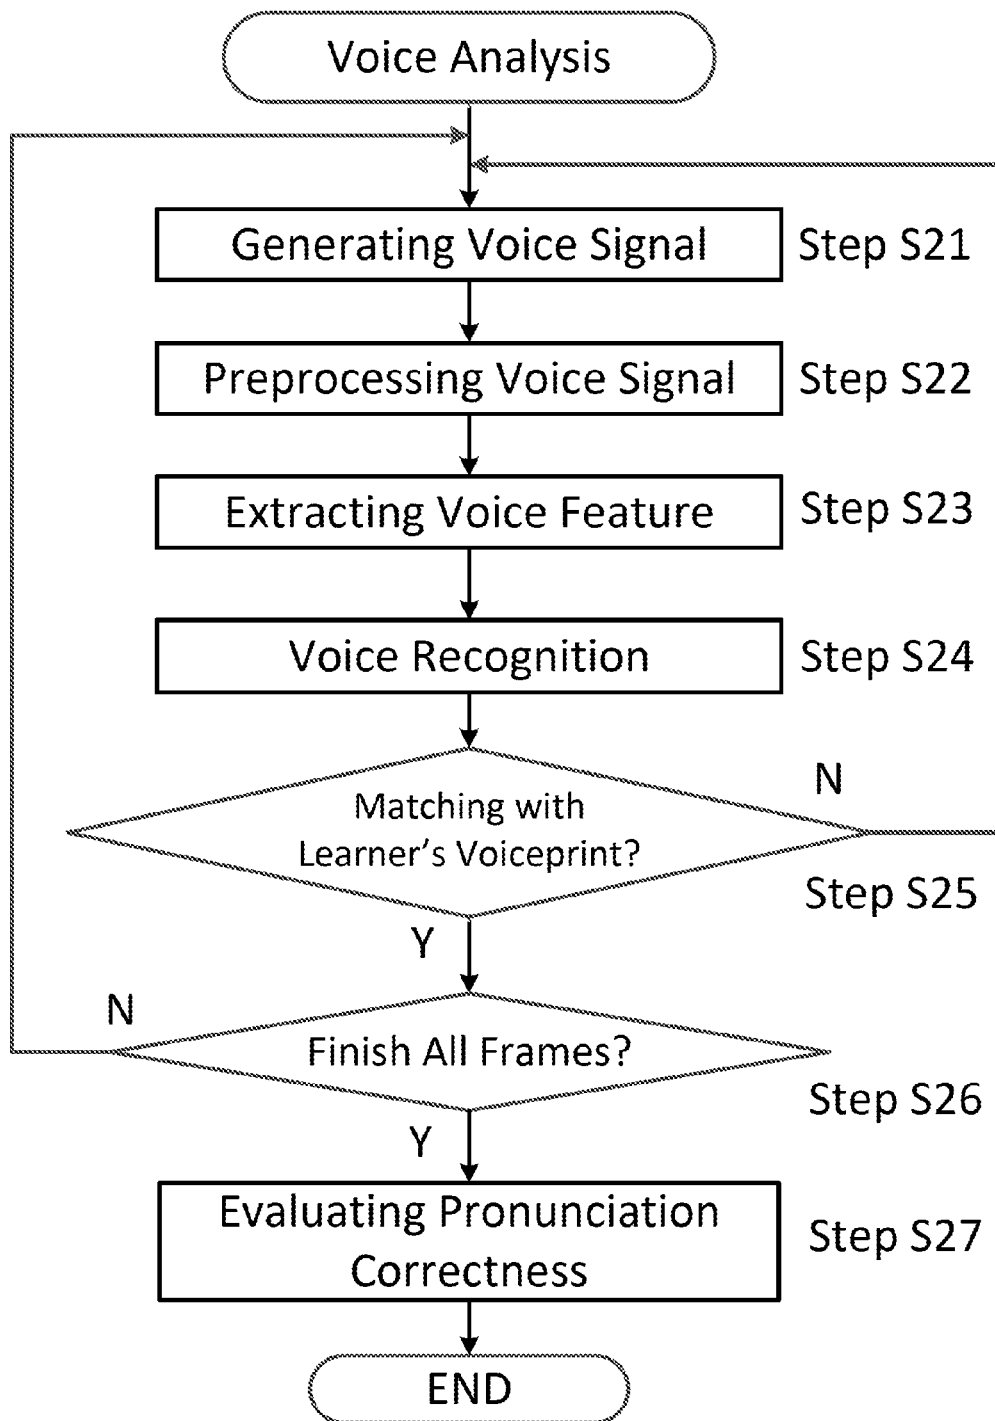 Voice Analysis
Generating Voice Signal
Step S21
Preprocessing Voice Signal
Step S22
Extracting Voice Feature
Step S23
Voice Recognition
Step S24
N
Matching with
Learner's Voiceprint?
Step S25
Y
N
Finish All Frames?
Step S26
Y
Evaluating Pronunciation
Correctness
Step S27
END